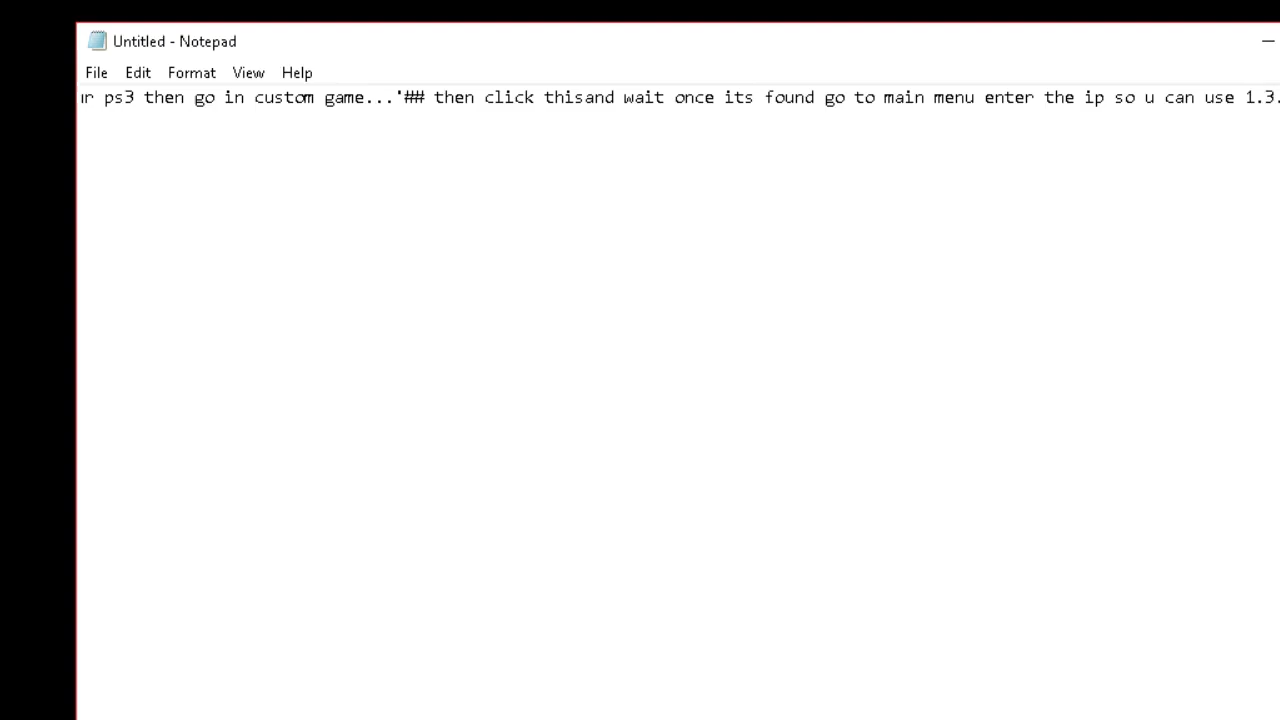 Untitled - Notepad
File Edit Format View Help
ur ps3 then go in custom game...'## then click thisand wait once its found go to main menu enter the ip so u can use 1.3.